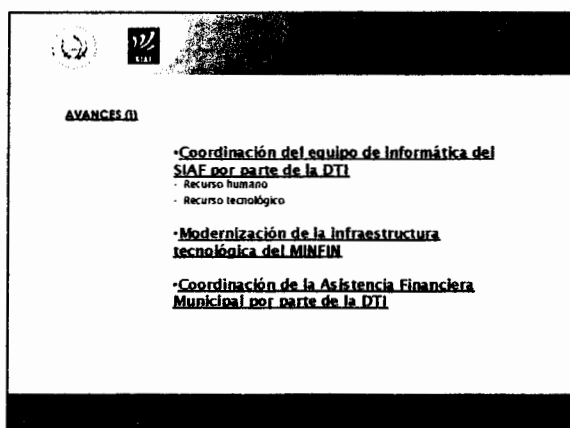 SIAF
AVANCES (I)
•Coordinación del equipo de informática del
SIAF por parte de la DTI
- Recurso humano
- Recurso tecnológico
•Modernización de la infraestructura
tecnológica del MINFIN
•Coordinación de la Asistencia Financiera
Municipal por parte de la DTI